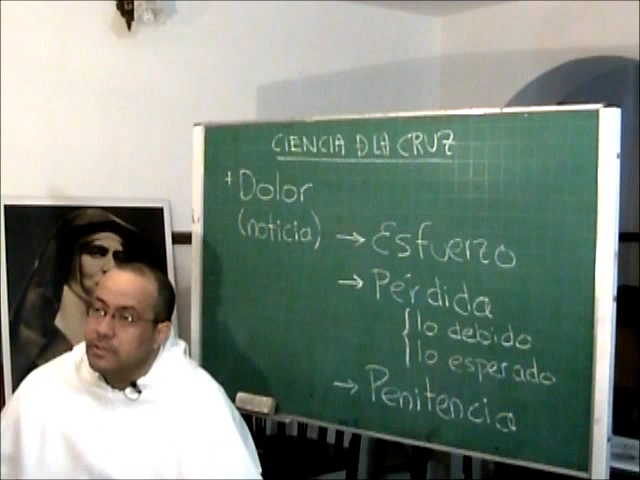 CIENCIA D LA CRUZ
+ Dolor
(noticia) → Esfuerzo
→ Pérdida
{ lo debido
lo esperado
→ Penitencia